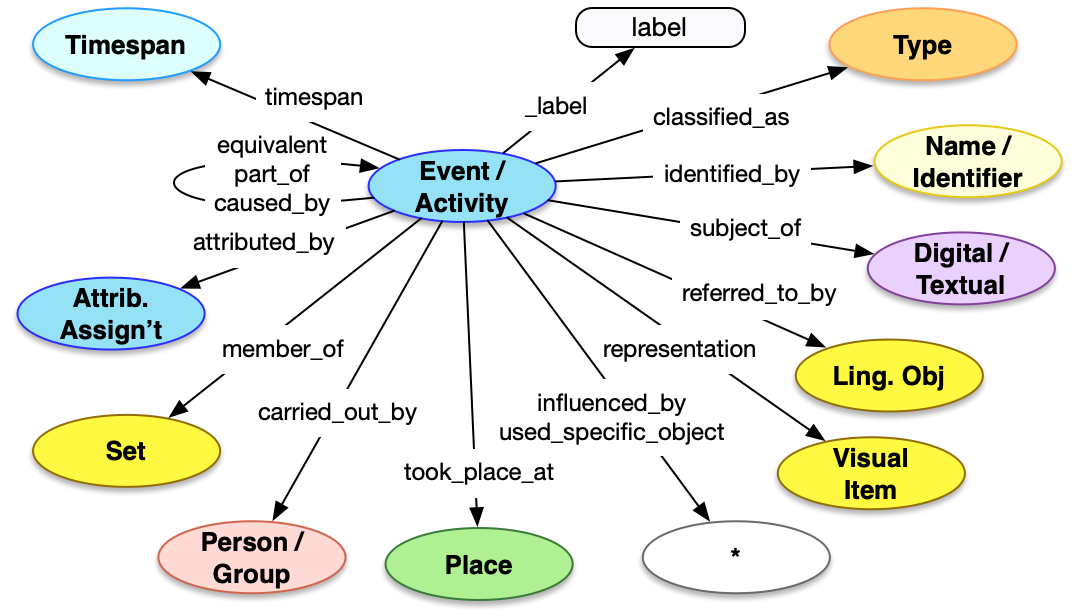 label
Timespan
Type
timespan
_label
classified_as
equivalent
part_of
caused_by
Event /
Activity
identified_by
Name /
Identifier
attributed_by
subject_of
Digital /
Textual
Attrib.
Assign’t
referred_to_by
member_of
representation
Ling. Obj
carried_out_by
influenced_by
used_specific_object
Set
took_place_at
Visual
Item
Person /
Group
Place
*